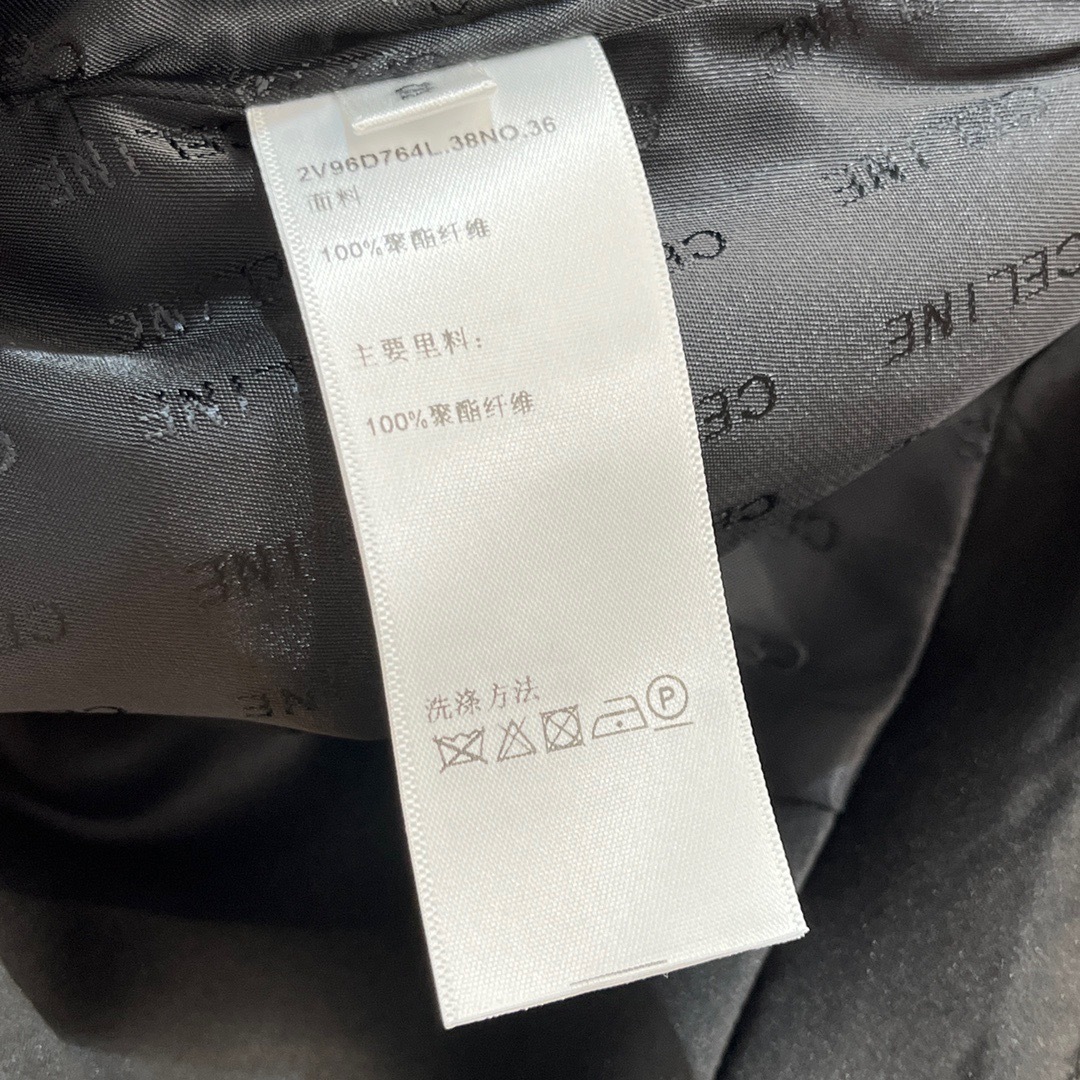 2V96D764L.38NO.36
面料
100%聚酯纤维
主要里料：
100%聚酯纤维
洗涤方法
P
CELINE